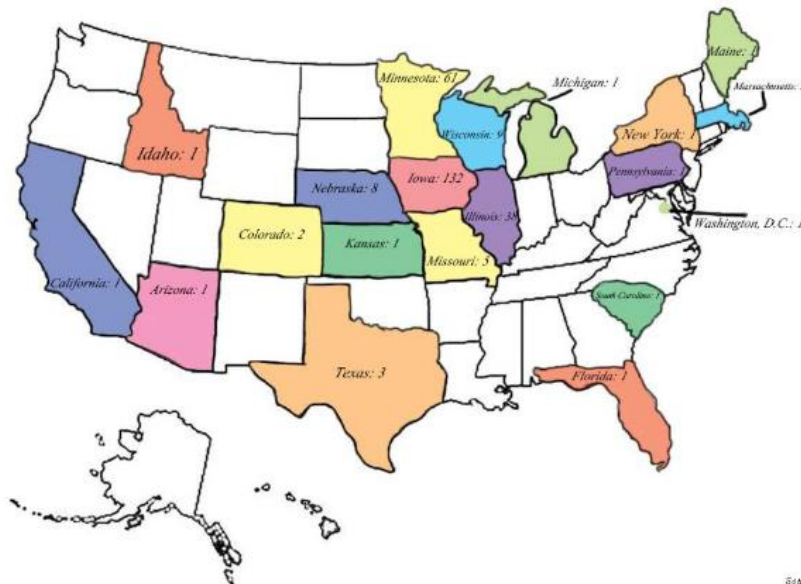 Maine: 1
Minnesota: 61
Michigan: 1
Massachusetts:
Wisconsin: 9
New York: 1
Idaho: 1
Pennsylvania: 1
Iowa: 132
Nebraska: 8
Illinois: 38
Washington, D.C.: 1
Colorado: 2
Kansas: 1
Missouri: 5
California: 1
Arizona: 1
South Carolina: 1
Texas: 3
Florida: 1